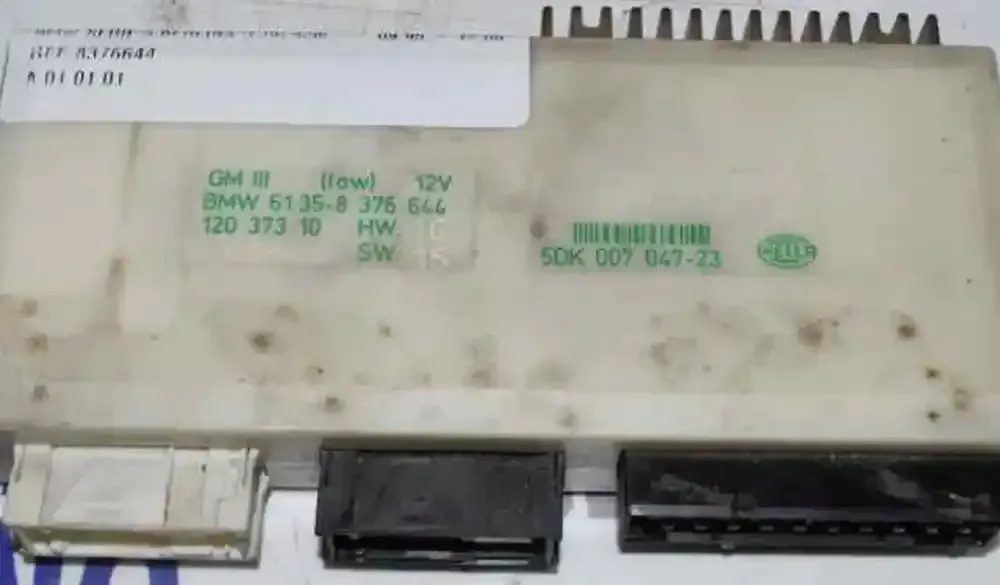 REF 8376644
A 01 01 01
GM III (low) 12V
BMW 61 35-8 376 644
120 373 10 HW.
SW
5DK 007 047-23
HELLA